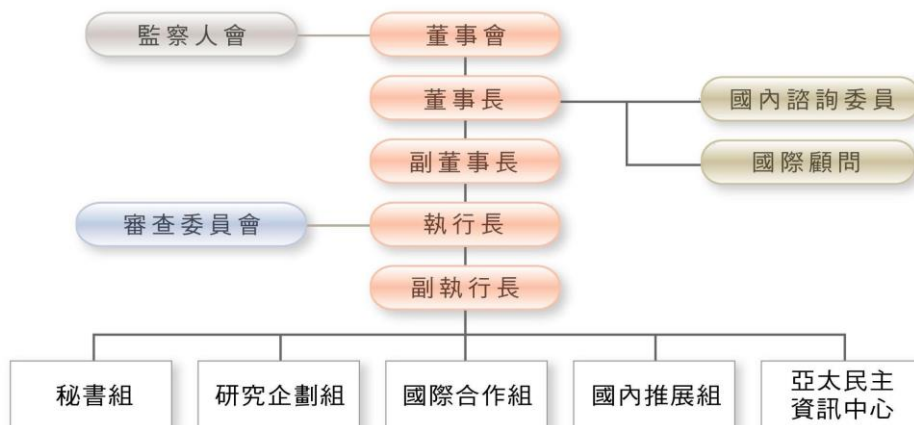 監察人會
董事會
董事長
國內諮詢委員
副董事長
國際顧問
審查委員會
執行長
副執行長
秘書組
研究企劃組
國際合作組
國內推展組
亞太民主
資訊中心